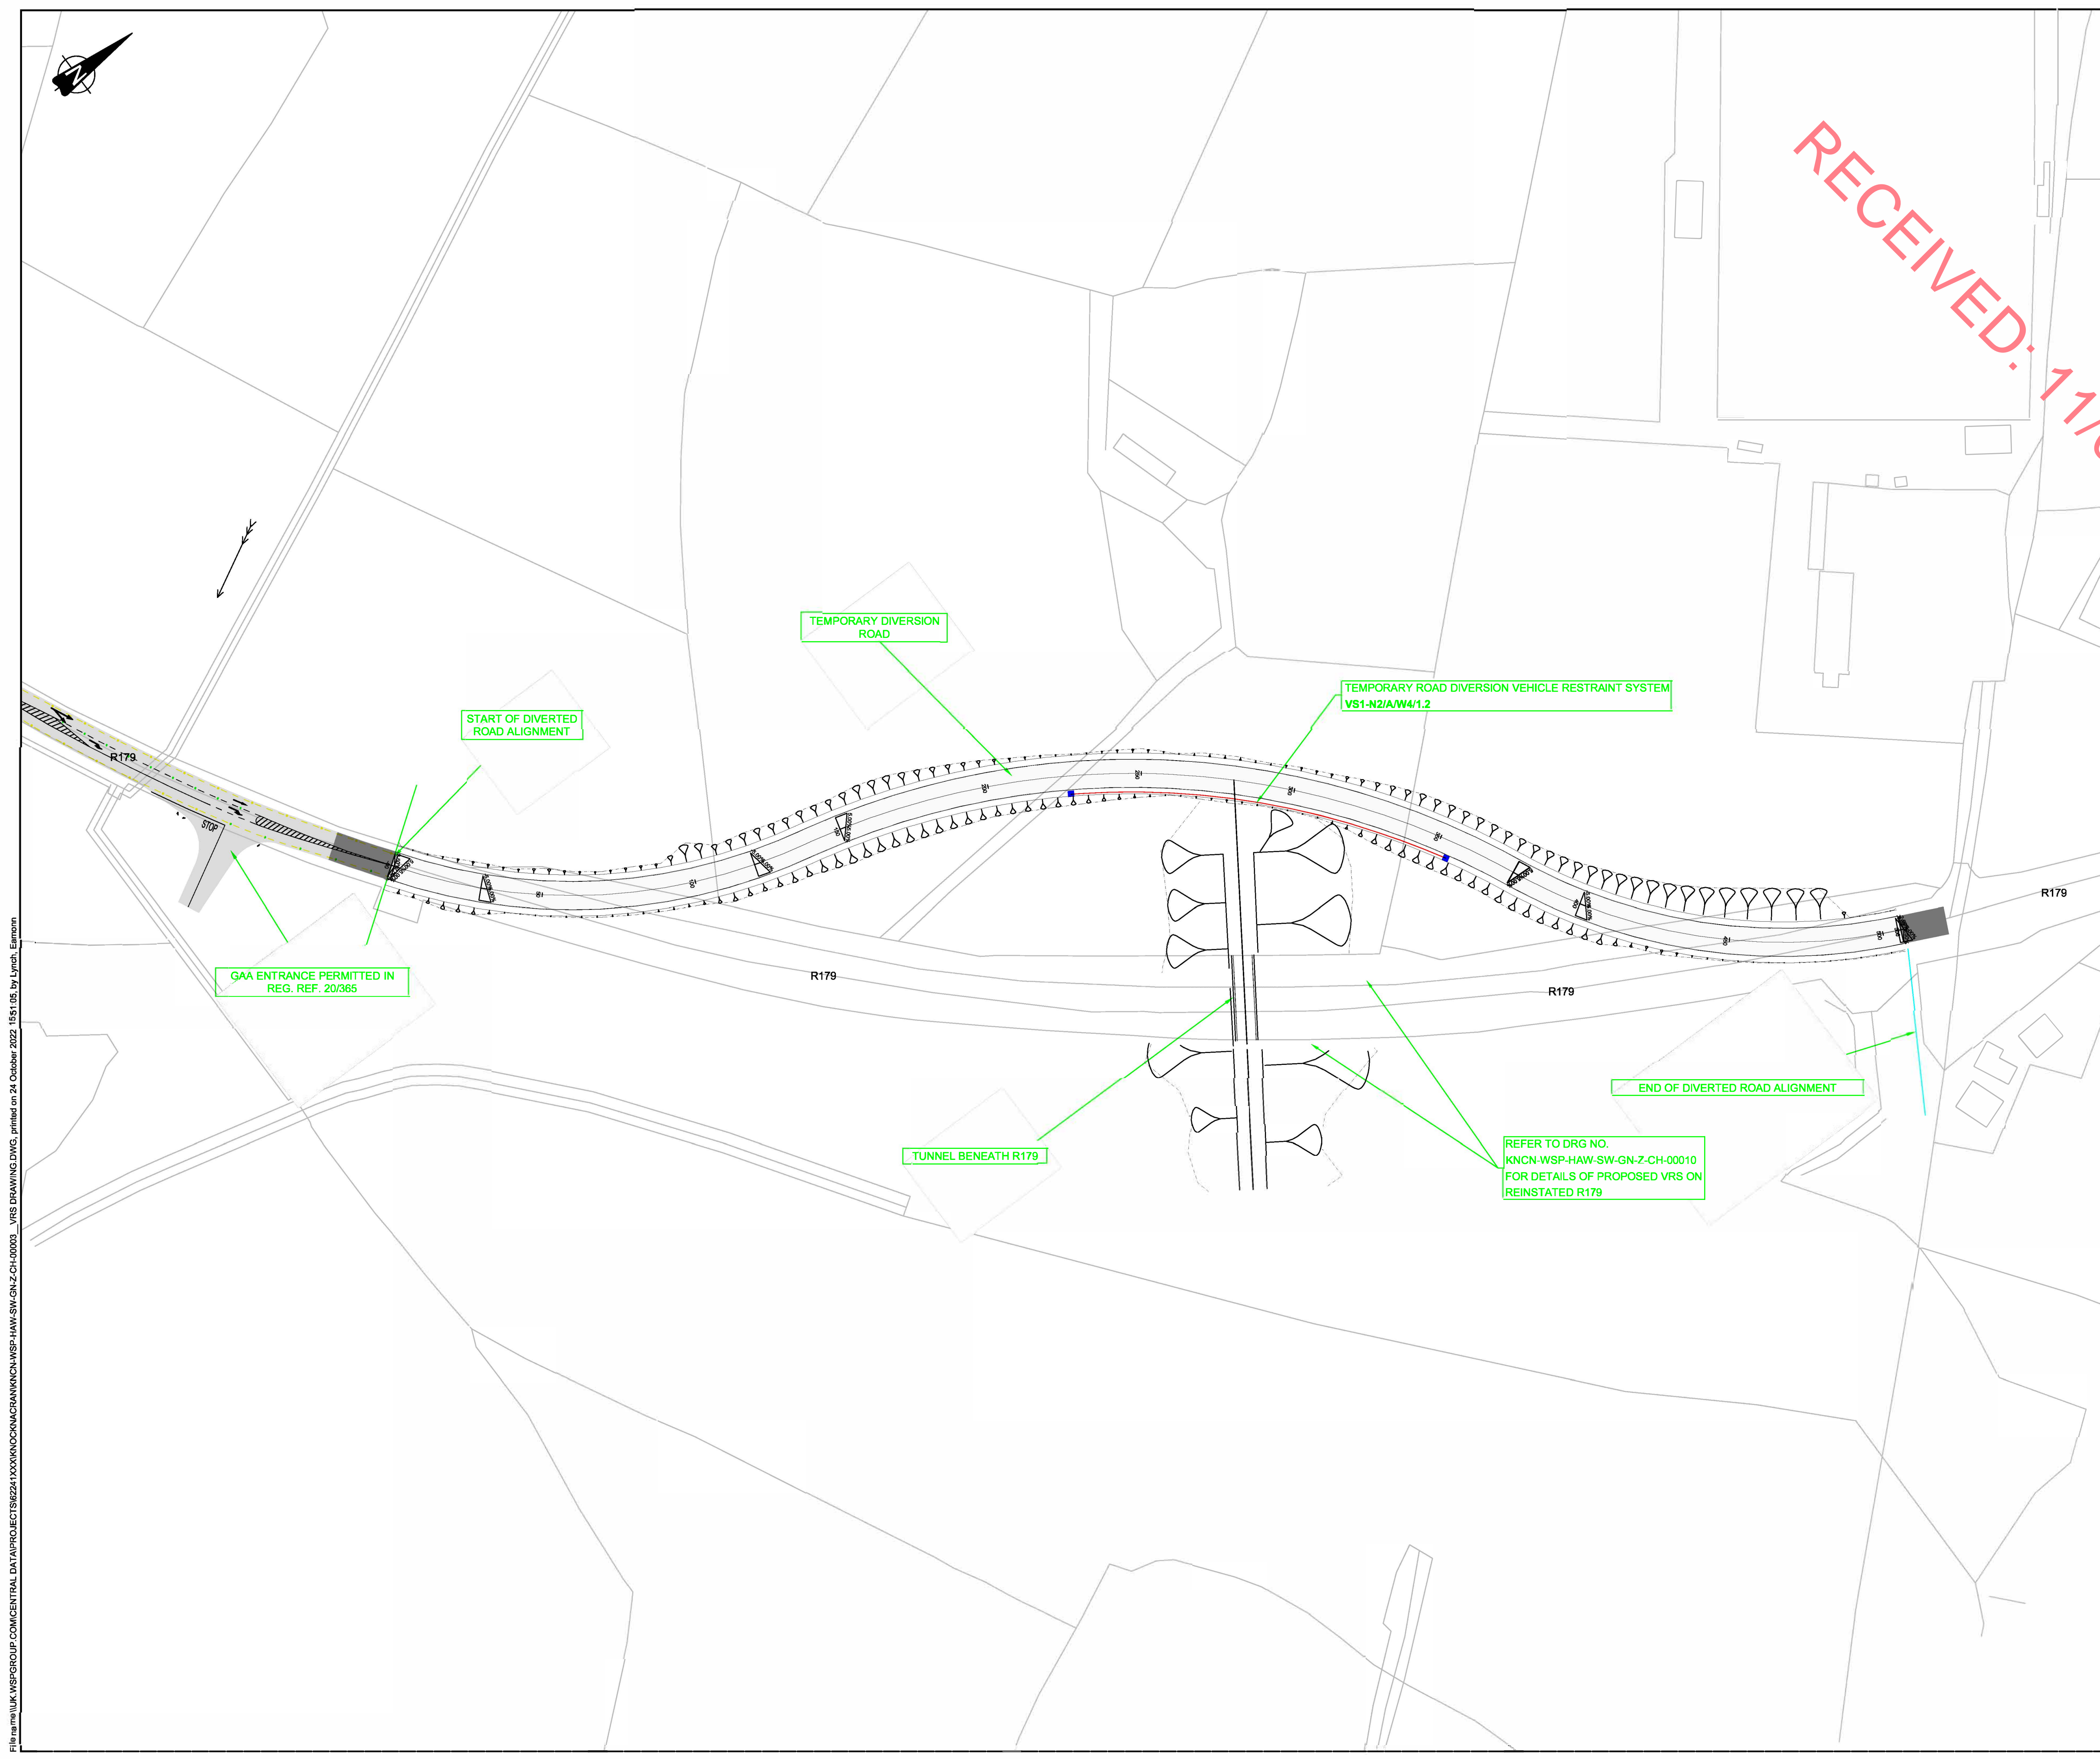 N
RECEIVED: 11/0
TEMPORARY DIVERSION
ROAD
TEMPORARY ROAD DIVERSION VEHICLE RESTRAINT SYSTEM
VS1-N2/A/W4/1.2
START OF DIVERTED
ROAD ALIGNMENT
R179
STOP
GAA ENTRANCE PERMITTED IN
REG. REF. 20/365
R179
R179
R179
TUNNEL BENEATH R179
END OF DIVERTED ROAD ALIGNMENT
REFER TO DRG NO.
KNCN-WSP-HAW-SW-GN-Z-CH-00010
FOR DETAILS OF PROPOSED VRS ON
REINSTATED R179
File name \\UK.WSPGROUP.COM\CENTRAL DATA\PROJECTS\62241XXX\KNOCKNACRAN\KNCN-WSP-HAW-SW-GN-Z-CH-00003__VRS DRAWING.DWG, printed on 24 October 2022 15:51:05, by Lynch, Eamonn